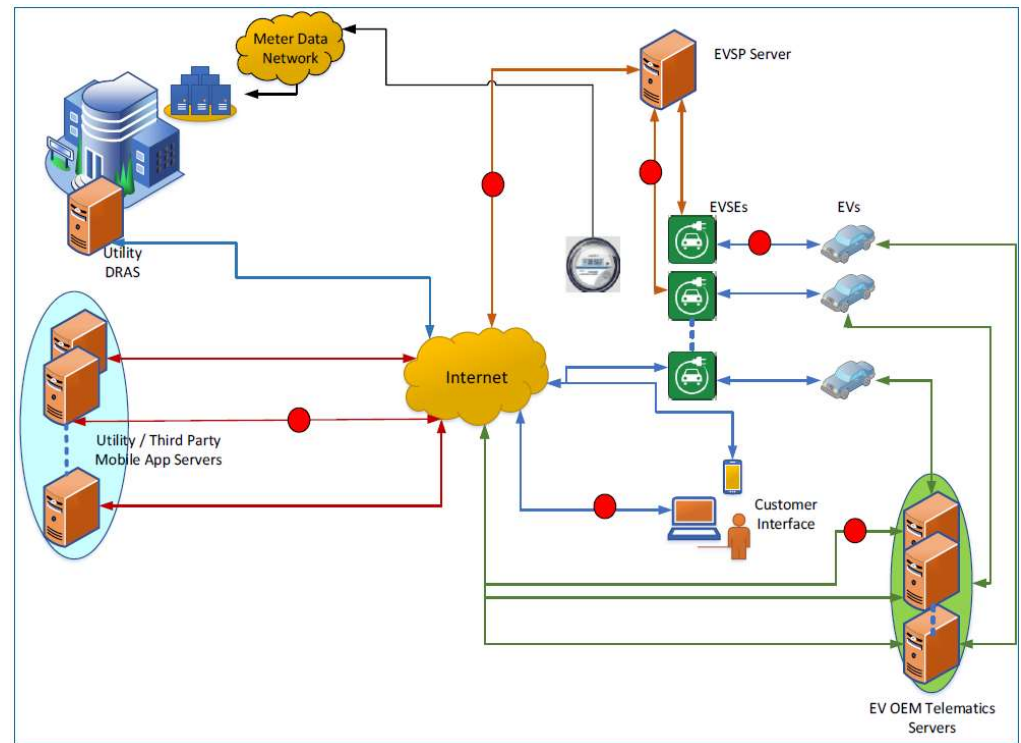 Meter Data
Network
EVSP Server
EVSEs
EVs
Utility
DRAS
Internet
Utility / Third Party
Mobile App Servers
Customer
Interface
EV OEM Telematics
Servers